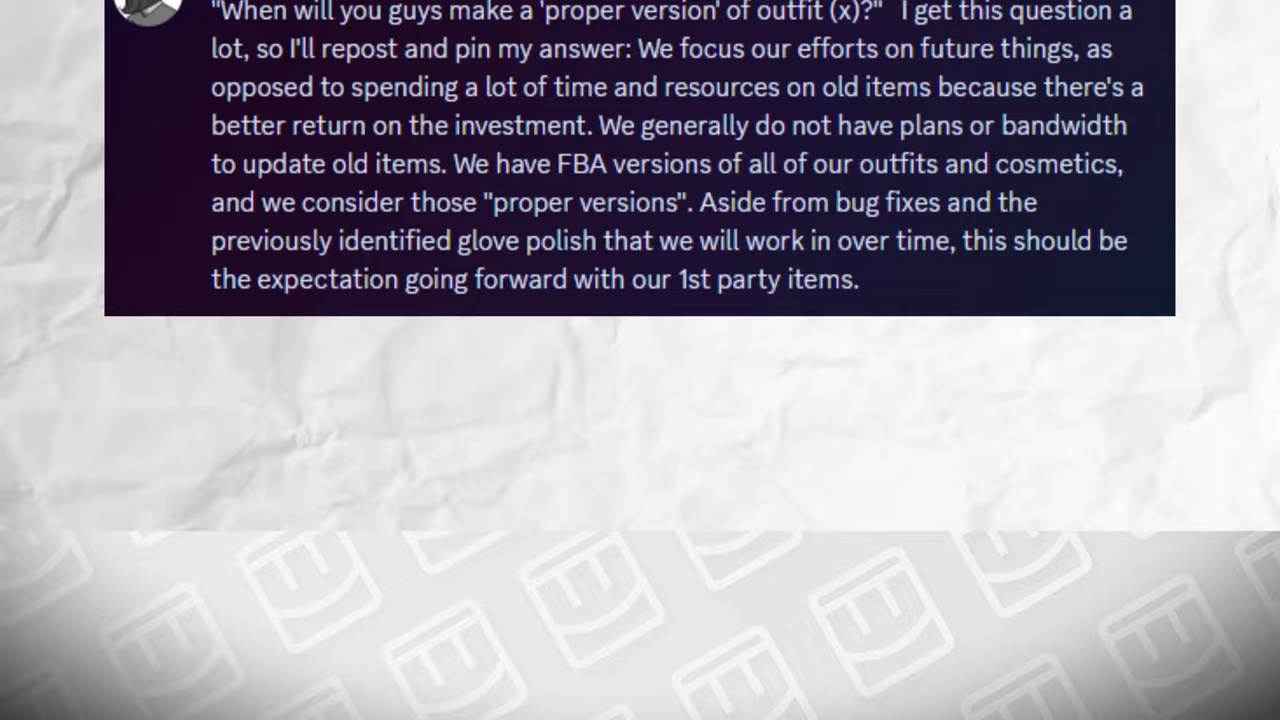 "When will you guys make a 'proper version' of outfit (x)?"  I get this question a
lot, so I'll repost and pin my answer: We focus our efforts on future things, as
opposed to spending a lot of time and resources on old items because there's a
better return on the investment. We generally do not have plans or bandwidth
to update old items. We have FBA versions of all of our outfits and cosmetics,
and we consider those "proper versions". Aside from bug fixes and the
previously identified glove polish that we will work in over time, this should be
the expectation going forward with our 1st party items.